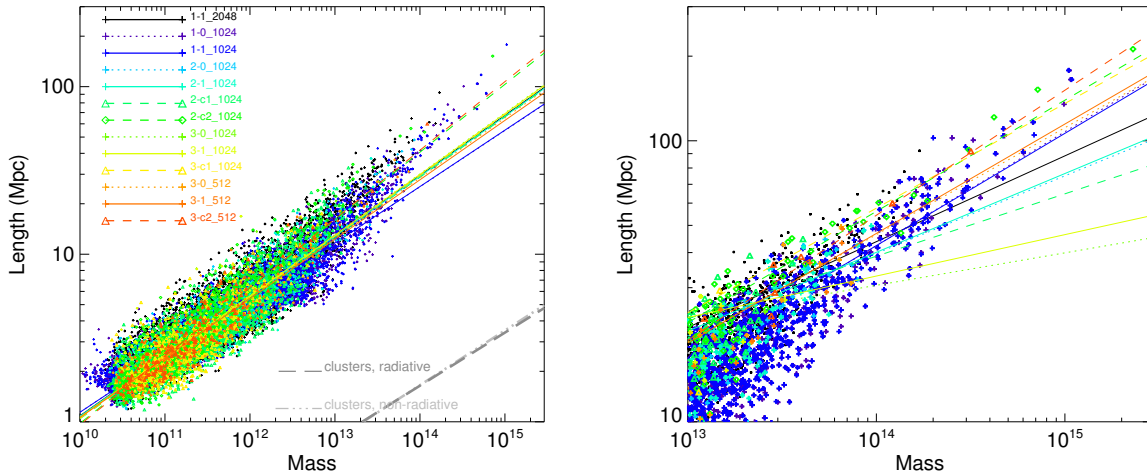 1-1_2048
1-0_1024
1-1_1024
2-0_1024
2-1_1024
2-c1_1024
2-c2_1024
3-0_1024
3-1_1024
3-c1_1024
3-0_512
3-1_512
3-c2_512
100
10
1
Length (Mpc)
clusters, radiative
clusters, non-radiative
10^10 10^11 10^12 10^13 10^14 10^15
Mass
100
10
Length (Mpc)
10^13 10^14 10^15
Mass